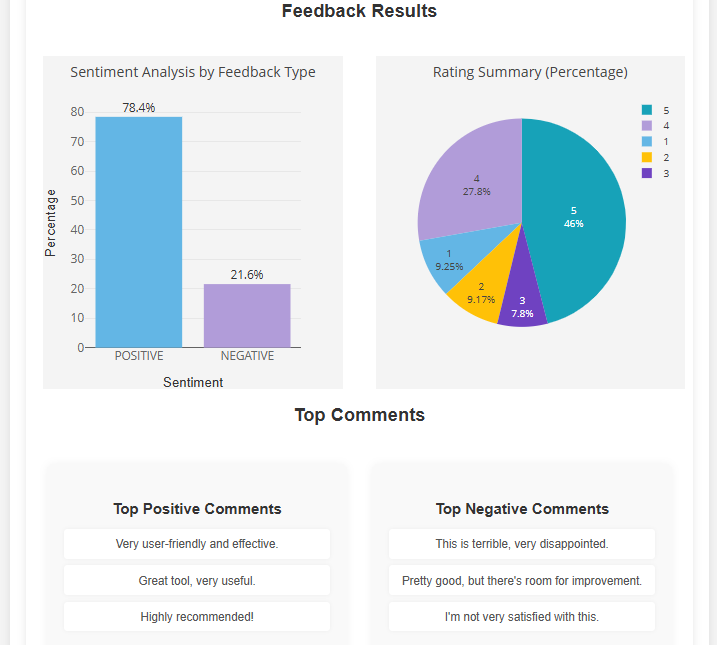 Feedback Results
Sentiment Analysis by Feedback Type
Percentage
80
70
60
50
40
30
20
10
0
78.4%
21.6%
POSITIVE
NEGATIVE
Sentiment
Rating Summary (Percentage)
5
4
1
2
3
4
27.8%
5
46%
1
9.25%
2
9.17%
3
7.8%
Top Comments
Top Positive Comments
Very user-friendly and effective.
Great tool, very useful.
Highly recommended!
Top Negative Comments
This is terrible, very disappointed.
Pretty good, but there's room for improvement.
I'm not very satisfied with this.